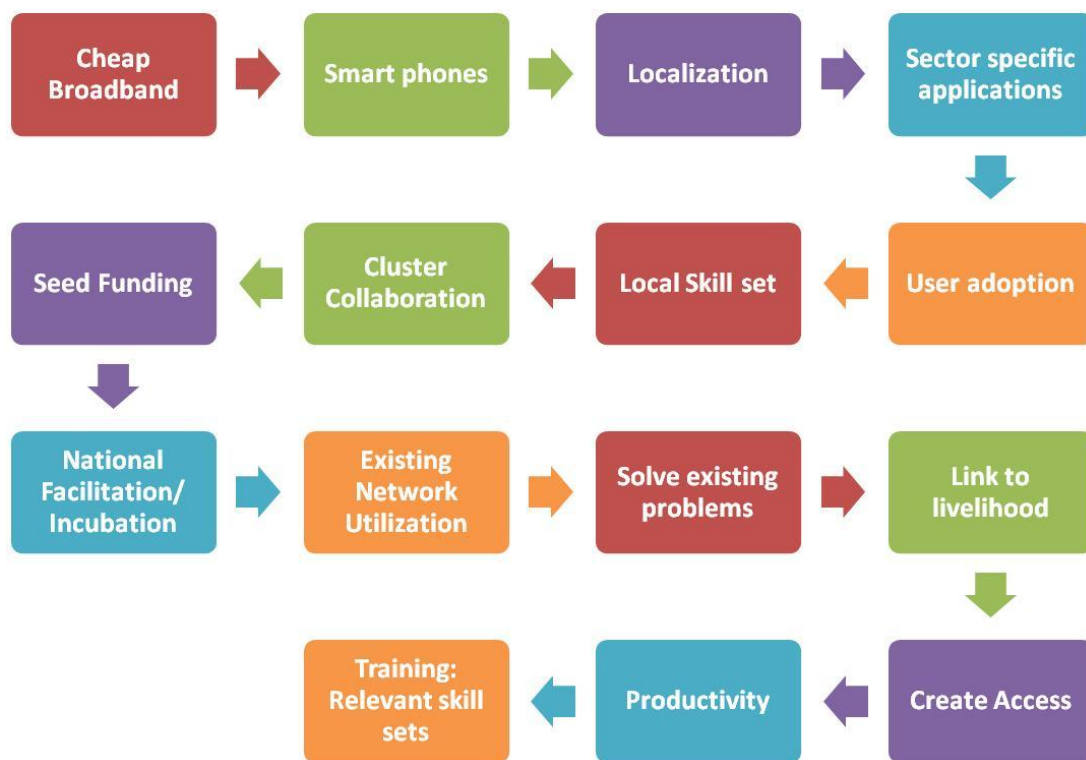 Cheap
Broadband
Smart phones
Localization
Sector specific
applications
User adoption
Local Skill set
Cluster
Collaboration
Seed Funding
National
Facilitation/
Incubation
Existing
Network
Utilization
Solve existing
problems
Link to
livelihood
Create Access
Productivity
Training:
Relevant skill
sets